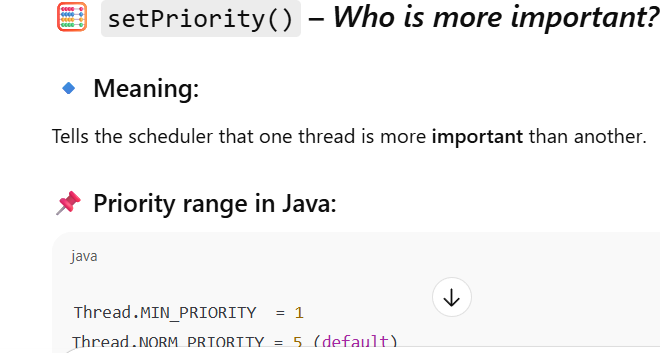 🧮 setPriority() – Who is more important?
🔹 Meaning:
Tells the scheduler that one thread is more important than another.
📌 Priority range in Java:
java
Thread.MIN_PRIORITY  = 1
Thread.NORM_PRIORITY = 5 (default)